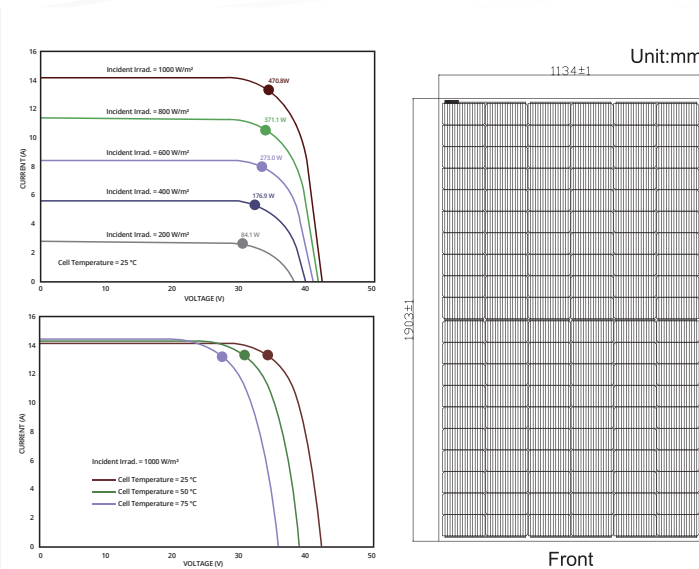 16
14
12
10
8
6
4
2
0
CURRENT (A)
Incident Irrad. = 1000 W/m²
470.8W
Incident Irrad. = 800 W/m²
371.1 W
Incident Irrad. = 600 W/m²
273.0 W
Incident Irrad. = 400 W/m²
176.9 W
Incident Irrad. = 200 W/m²
84.1 W
Cell Temperature = 25 °C
0 10 20 30 40 50
VOLTAGE (V)
16
14
12
10
8
6
4
2
0
CURRENT (A)
Incident Irrad. = 1000 W/m²
Cell Temperature = 25 °C
Cell Temperature = 50 °C
Cell Temperature = 75 °C
0 10 20 30 40 50
VOLTAGE (V)
Unit:mm
1134±1
1903±1
Front